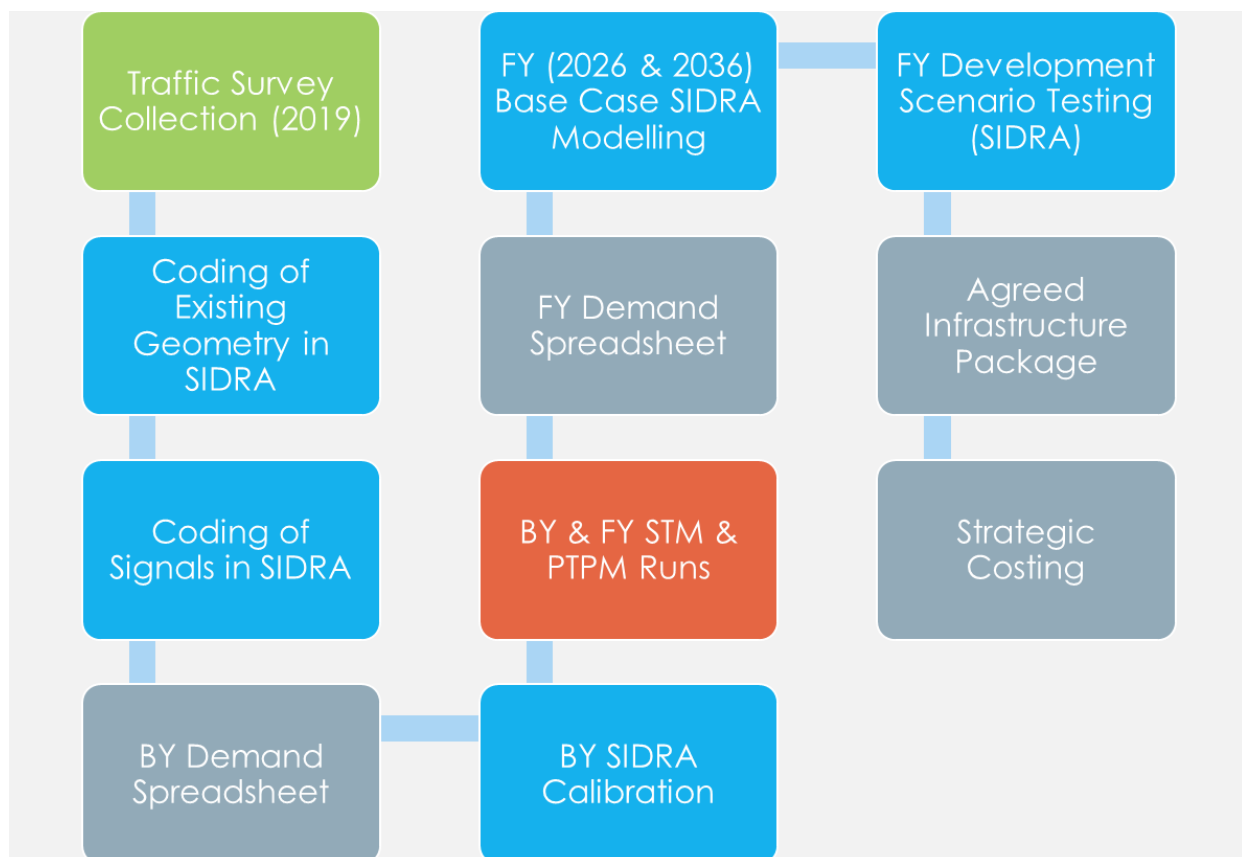 Traffic Survey
Collection (2019)
Coding of
Existing
Geometry in
SIDRA
Coding of
Signals in SIDRA
BY Demand
Spreadsheet
BY SIDRA
Calibration
BY & FY STM &
PTPM Runs
FY Demand
Spreadsheet
FY (2026 & 2036)
Base Case SIDRA
Modelling
FY Development
Scenario Testing
(SIDRA)
Agreed
Infrastructure
Package
Strategic
Costing